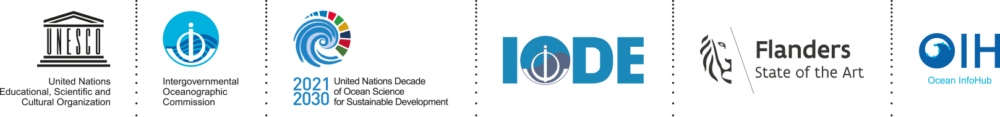 UNESCO
United Nations
Educational, Scientific and
Cultural Organization
Intergovernmental
Oceanographic
Commission
2021
2030
United Nations Decade
of Ocean Science
for Sustainable Development
IODE
Flanders
State of the Art
OIH
Ocean InfoHub